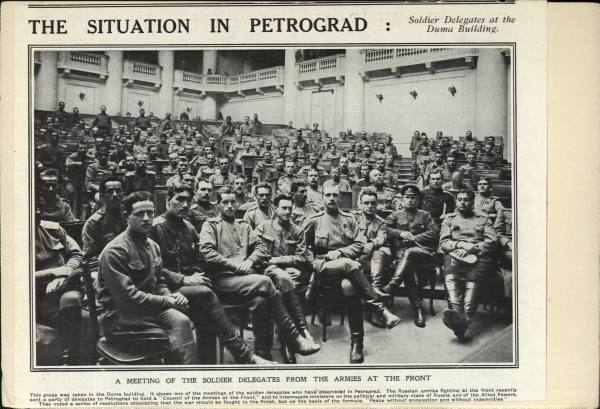 THE SITUATION IN PETROGRAD :
Soldier Delegates at the
Duma Building.
A MEETING OF THE SOLDIER DELEGATES FROM THE ARMIES AT THE FRONT
This group was taken in the Duma building. It shows one of the meetings of the soldier delegates who have assembled in Petrograd. The Russian armies fighting at the front recently
sent a party of delegates to Petrograd to hold a "Council of the Armies at the Front," and to interrogate ministers on the political and military state of Russia and of the Allied Powers.
They voted a series of resolutions stipulating that the war should be fought to the finish, but on the basis of the formula, "Peace without annexation and without indemnities"